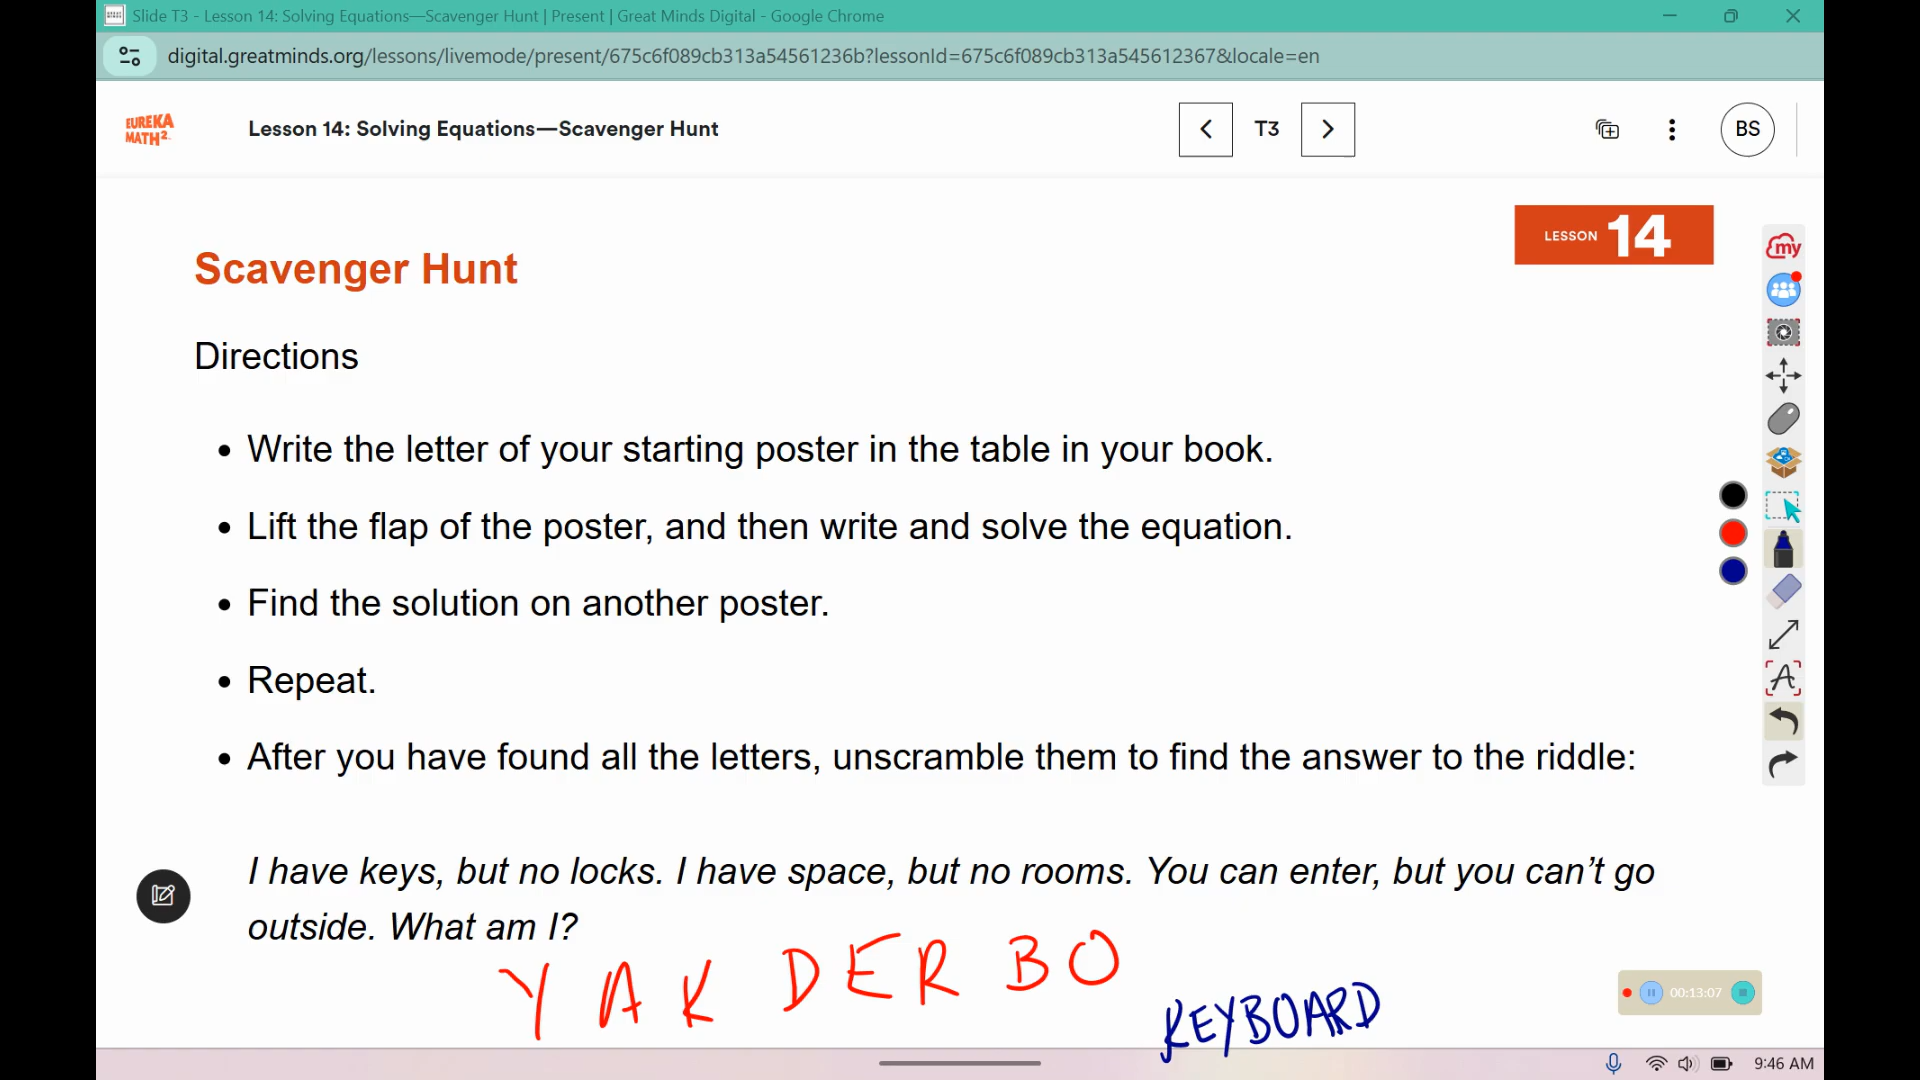 Slide T3 - Lesson 14: Solving Equations—Scavenger Hunt | Present | Great Minds Digital - Google Chrome
digital.greatminds.org/lessons/livemode/present/675c6f089cb313a54561236b?lessonId=675c6f089cb313a545612367&locale=en
EUREKA
MATH²
Lesson 14: Solving Equations—Scavenger Hunt
T3
BS
LESSON 14
my
Scavenger Hunt
Directions
• Write the letter of your starting poster in the table in your book.
• Lift the flap of the poster, and then write and solve the equation.
• Find the solution on another poster.
• Repeat.
• After you have found all the letters, unscramble them to find the answer to the riddle:
I have keys, but no locks. I have space, but no rooms. You can enter, but you can’t go
outside. What am I?
Y A K D E R B O
KEYBOARD
00:13:07
9:46 AM